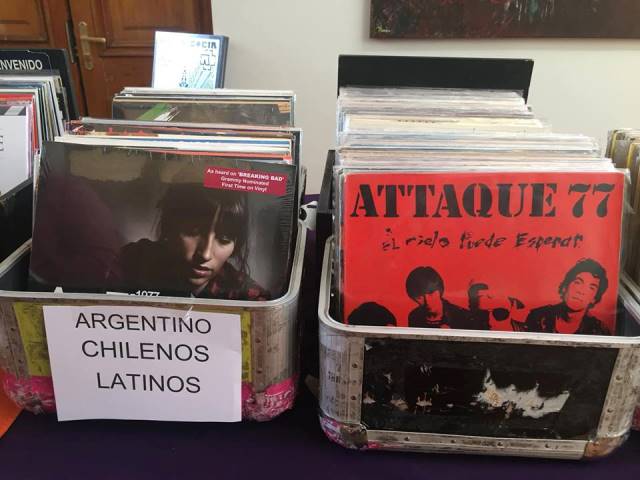 ENVENIDO
As heard on "BREAKING BAD"
Grammy Nominated
First Time on Vinyl
1977
ARGENTINO
CHILENOS
LATINOS
ATTAQUE 77
El cielo Puede Esperar